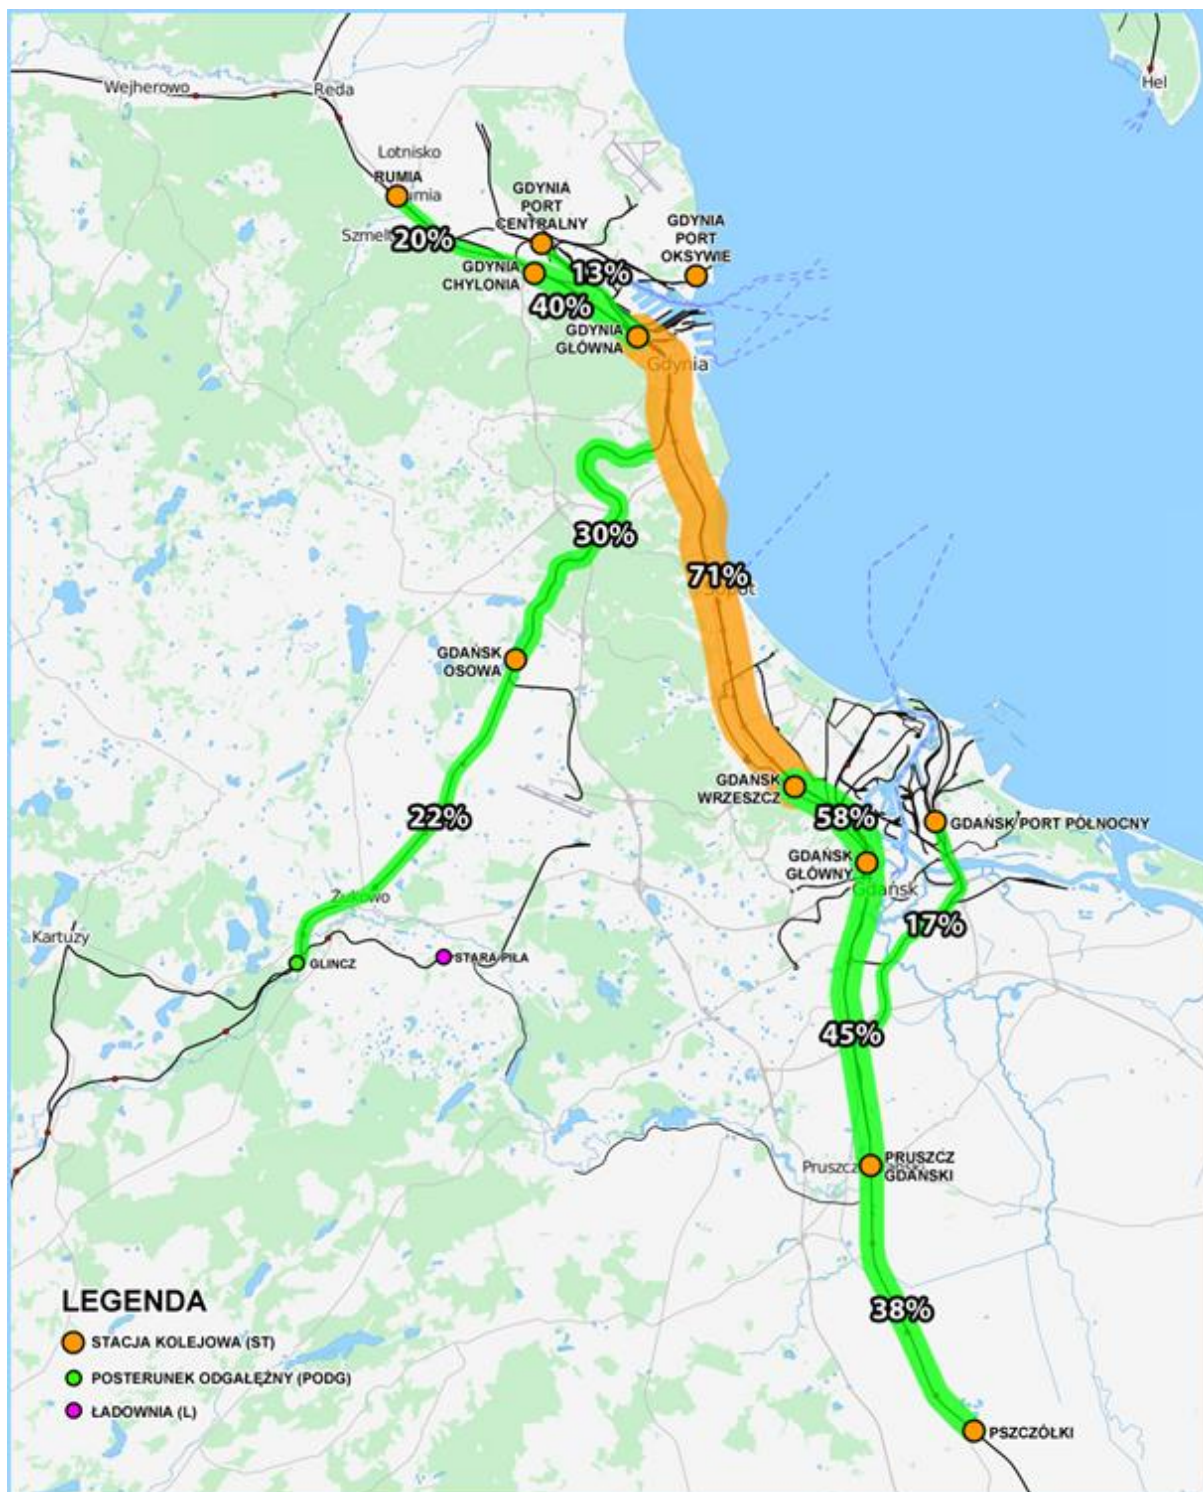 Wejherowo
Reda
Hel
Lotnisko
RUMIA
umia
GDYNIA
PORT
CENTRALNY
GDYNIA
PORT
OKSYWIE
20%
GDYNIA
CHYLONIA
13%
40%
GDYNIA
GŁÓWNA
Gdynia
30%
71%
GDAŃSK
OSOWA
GDAŃSK
WRZESZCZ
22%
58%
GDAŃSK PORT PÓŁNOCNY
GDAŃSK
GŁÓWNY
Gdańsk
Żukowo
17%
Kartuzy
GLINCZ
STARA PIŁA
45%
Pruszcz
PRUSZCZ
GDAŃSKI
LEGENDA
38%
STACJA KOLEJOWA (ST)
POSTERUNEK ODGAŁĘŹNY (PODG)
ŁADOWNIA (L)
PSZCZÓŁKI